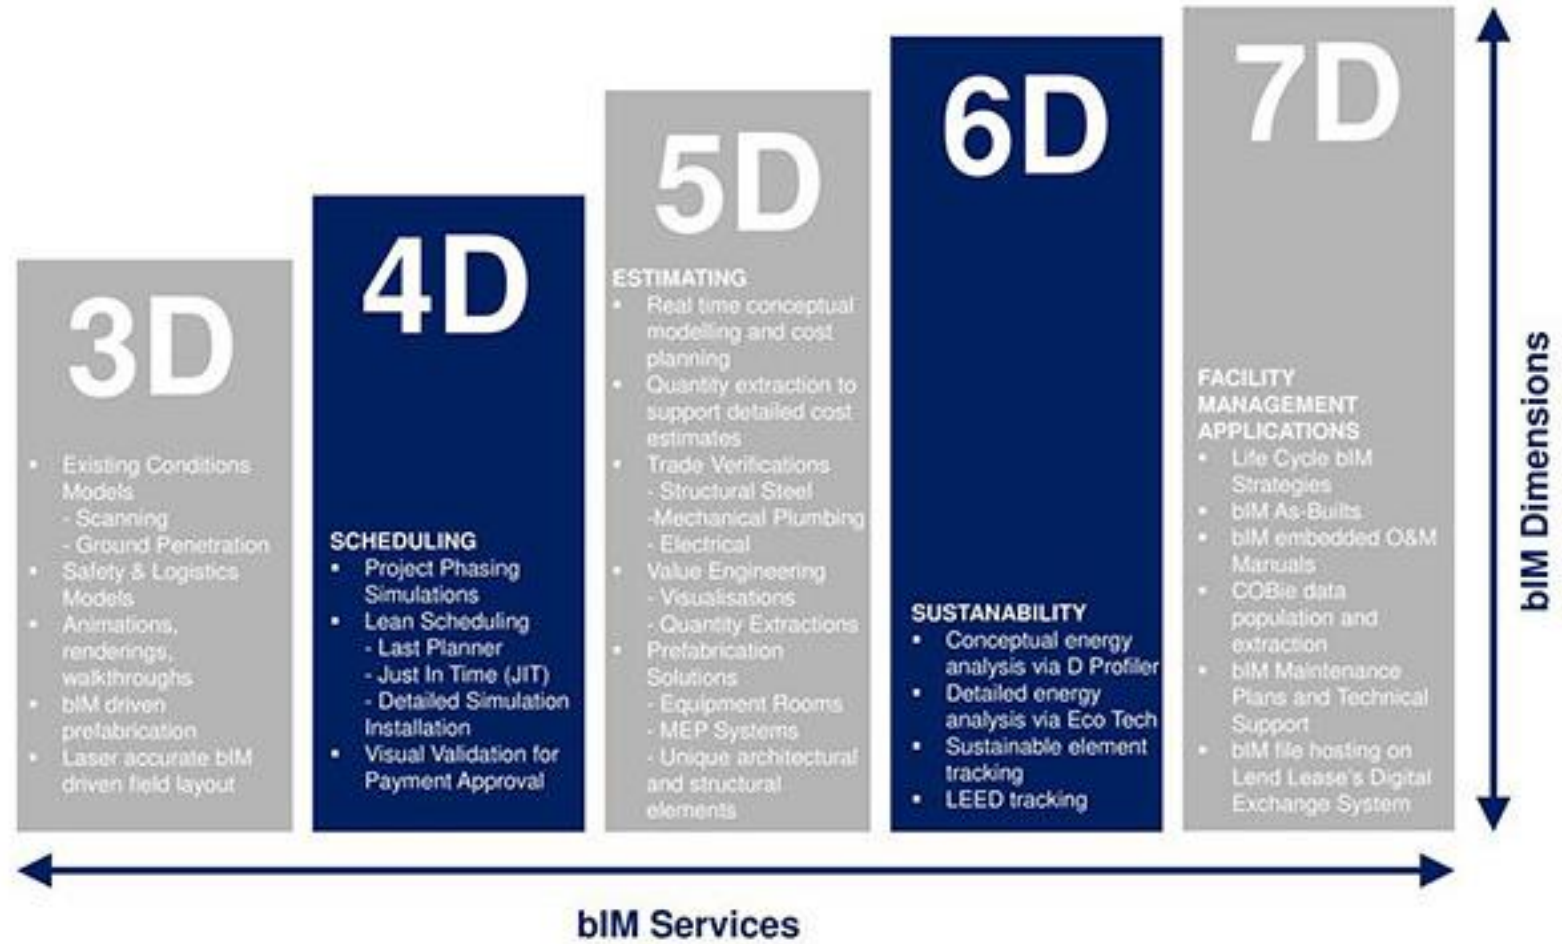 3D
• Existing Conditions
Models
- Scanning
- Ground Penetration
• Safety & Logistics
Models
• Animations,
renderings,
walkthroughs
• bIM driven
prefabrication
• Laser accurate bIM
driven field layout
4D
SCHEDULING
• Project Phasing
Simulations
• Lean Scheduling
- Last Planner
- Just In Time (JIT)
- Detailed Simulation
Installation
• Visual Validation for
Payment Approval
5D
ESTIMATING
• Real time conceptual
modelling and cost
planning
• Quantity extraction to
support detailed cost
estimates
• Trade Verifications
- Structural Steel
-Mechanical Plumbing
- Electrical
• Value Engineering
- Visualisations
- Quantity Extractions
• Prefabrication
Solutions
- Equipment Rooms
- MEP Systems
- Unique architectural
and structural
elements
6D
SUSTANABILITY
• Conceptual energy
analysis via D Profiler
• Detailed energy
analysis via Eco Tech
• Sustainable element
tracking
• LEED tracking
7D
FACILITY
MANAGEMENT
APPLICATIONS
• Life Cycle bIM
Strategies
• bIM As-Builts
• bIM embedded O&M
Manuals
• COBie data
population and
extraction
• bIM Maintenance
Plans and Technical
Support
• bIM file hosting on
Lend Lease's Digital
Exchange System
bIM Dimensions
bIM Services